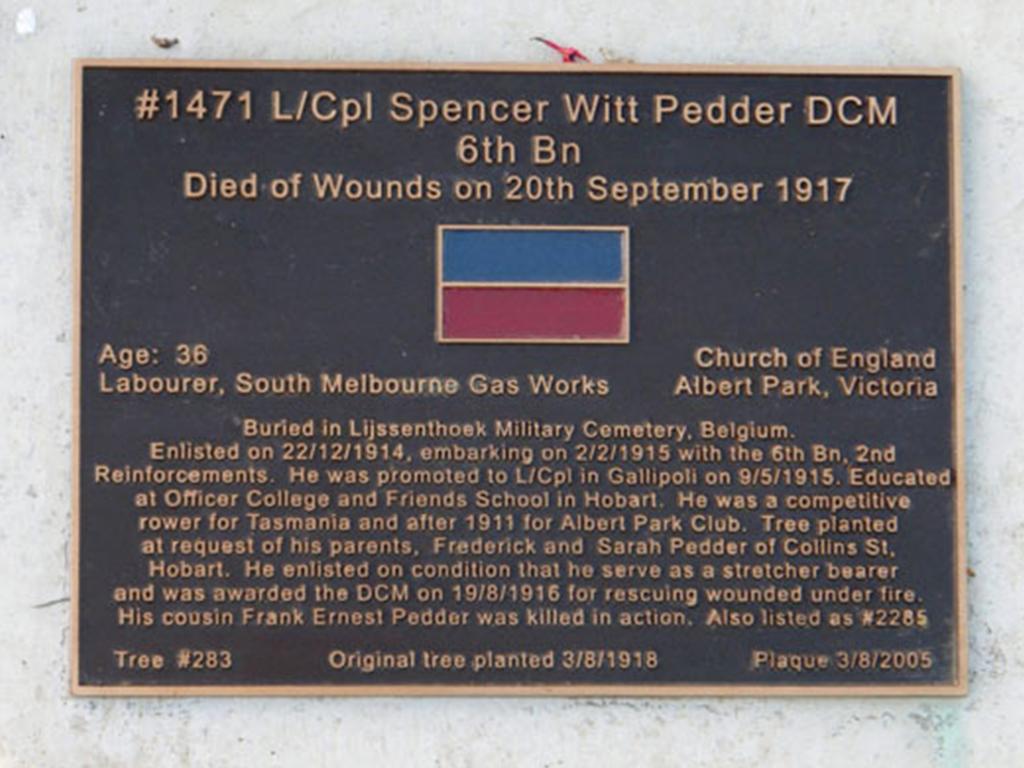 #1471 L/Cpl Spencer Witt Pedder DCM
6th Bn
Died of Wounds on 20th September 1917
Age: 36
Church of England
Labourer, South Melbourne Gas Works
Albert Park, Victoria
Buried in Lijssenthoek Military Cemetery, Belgium.
Enlisted on 22/12/1914, embarking on 2/2/1915 with the 6th Bn, 2nd
Reinforcements. He was promoted to L/Cpl in Gallipoli on 9/5/1915. Educated
at Officer College and Friends School in Hobart. He was a competitive
rower for Tasmania and after 1911 for Albert Park Club. Tree planted
at request of his parents, Frederick and Sarah Pedder of Collins St,
Hobart. He enlisted on condition that he serve as a stretcher bearer
and was awarded the DCM on 19/8/1916 for rescuing wounded under fire.
His cousin Frank Ernest Pedder was killed in action. Also listed as #2285
Tree #283 Original tree planted 3/8/1918 Plaque 3/8/2005